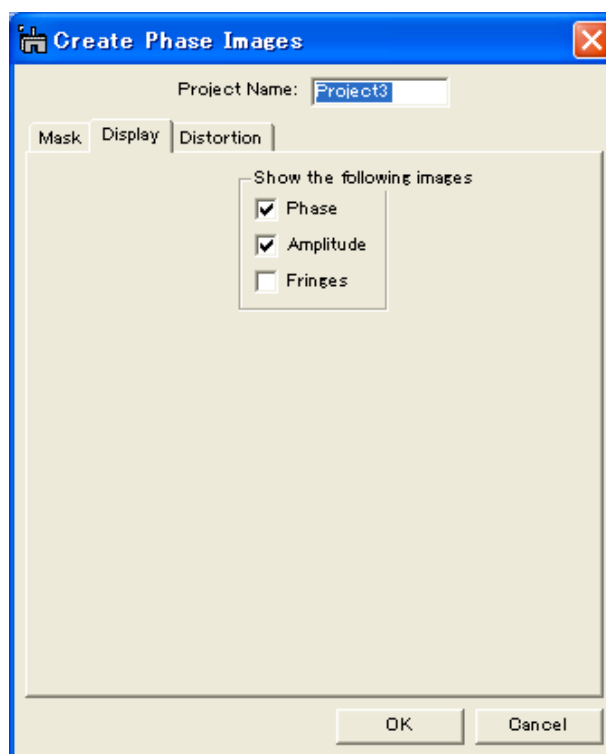 Create Phase Images
Project Name: Project3
Mask Display Distortion
Show the following images
Phase
Amplitude
Fringes
OK Cancel